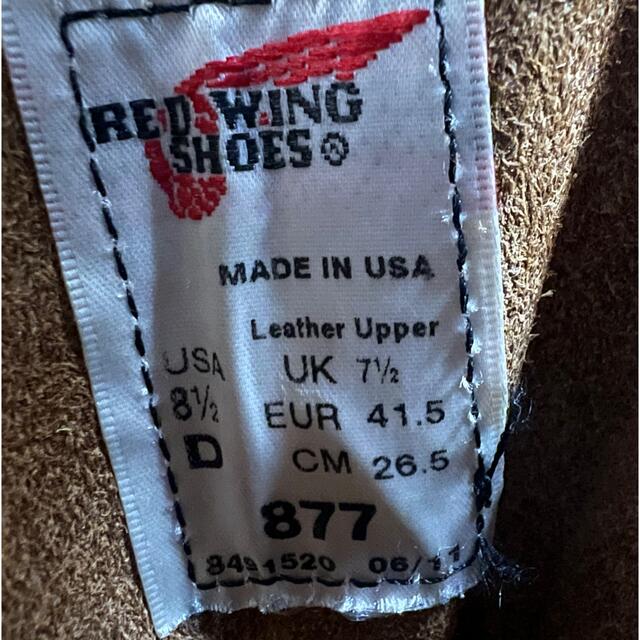 RED WING
SHOES®
MADE IN USA
Leather Upper
USA UK 7½
8½ EUR 41.5
D CM 26.5
877
8491520 06/11